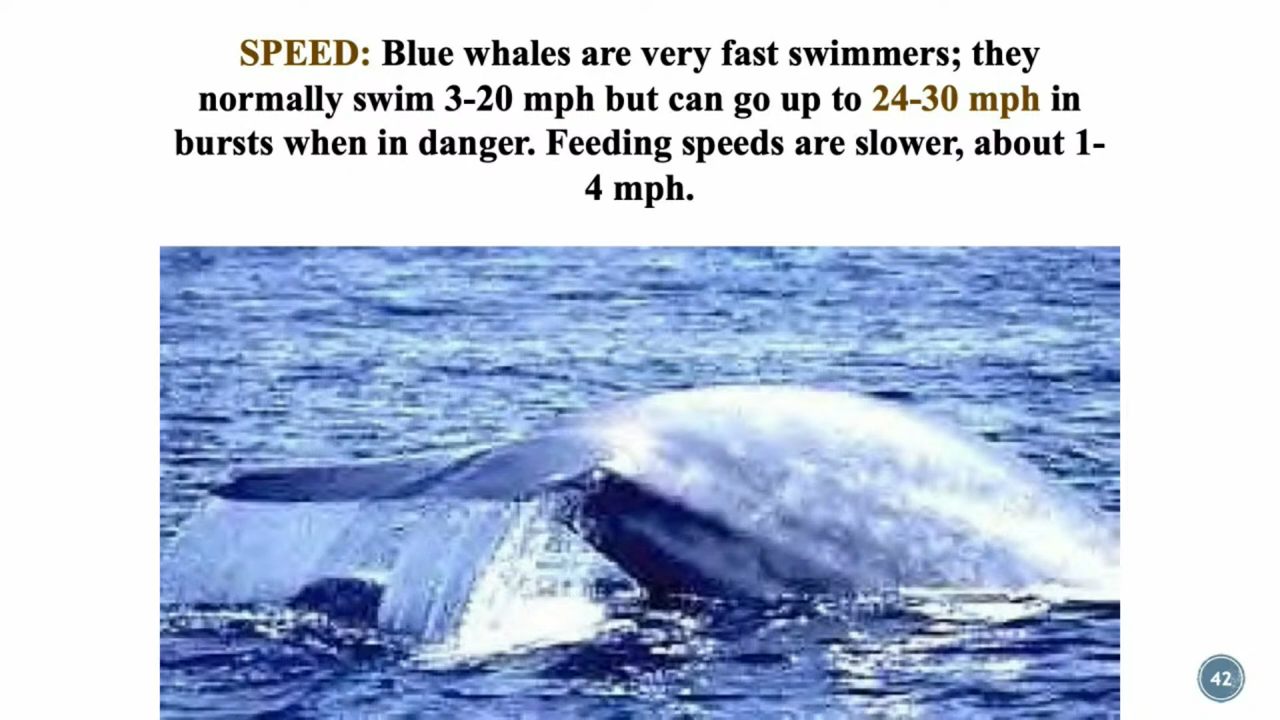 SPEED: Blue whales are very fast swimmers; they
normally swim 3-20 mph but can go up to 24-30 mph in
bursts when in danger. Feeding speeds are slower, about 1-
4 mph.
42